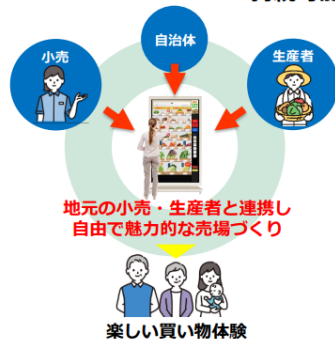 自治体
小売
生産者
地元の小売・生産者と連携し
自由で魅力的な売場づくり
楽しい買い物体験